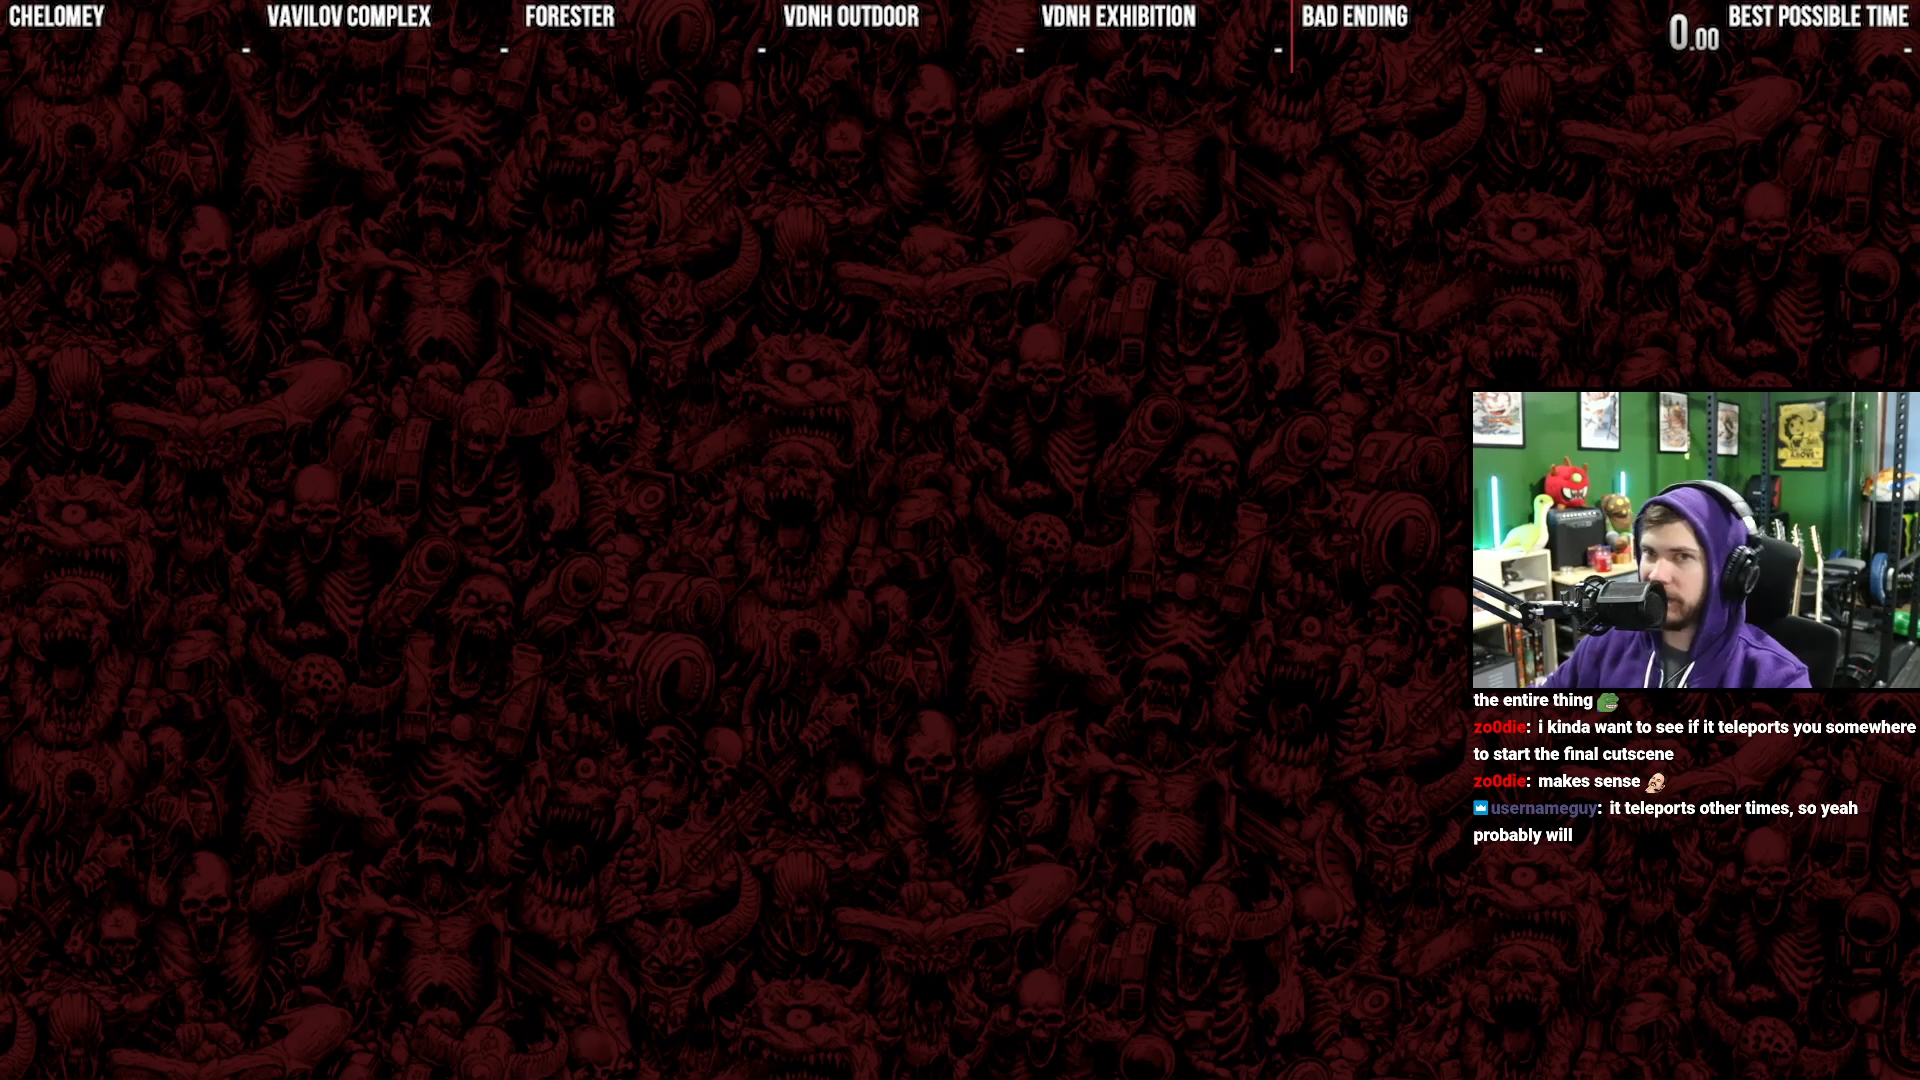 CHELOMEY
VAVILOV COMPLEX
FORESTER
VDNH OUTDOOR
VDNH EXHIBITION
BAD ENDING
BEST POSSIBLE TIME
-
-
-
-
-
-
0.00
-
the entire thing
zo0die: i kinda want to see if it teleports you somewhere
to start the final cutscene
zo0die: makes sense
usernameguy: it teleports other times, so yeah
probably will